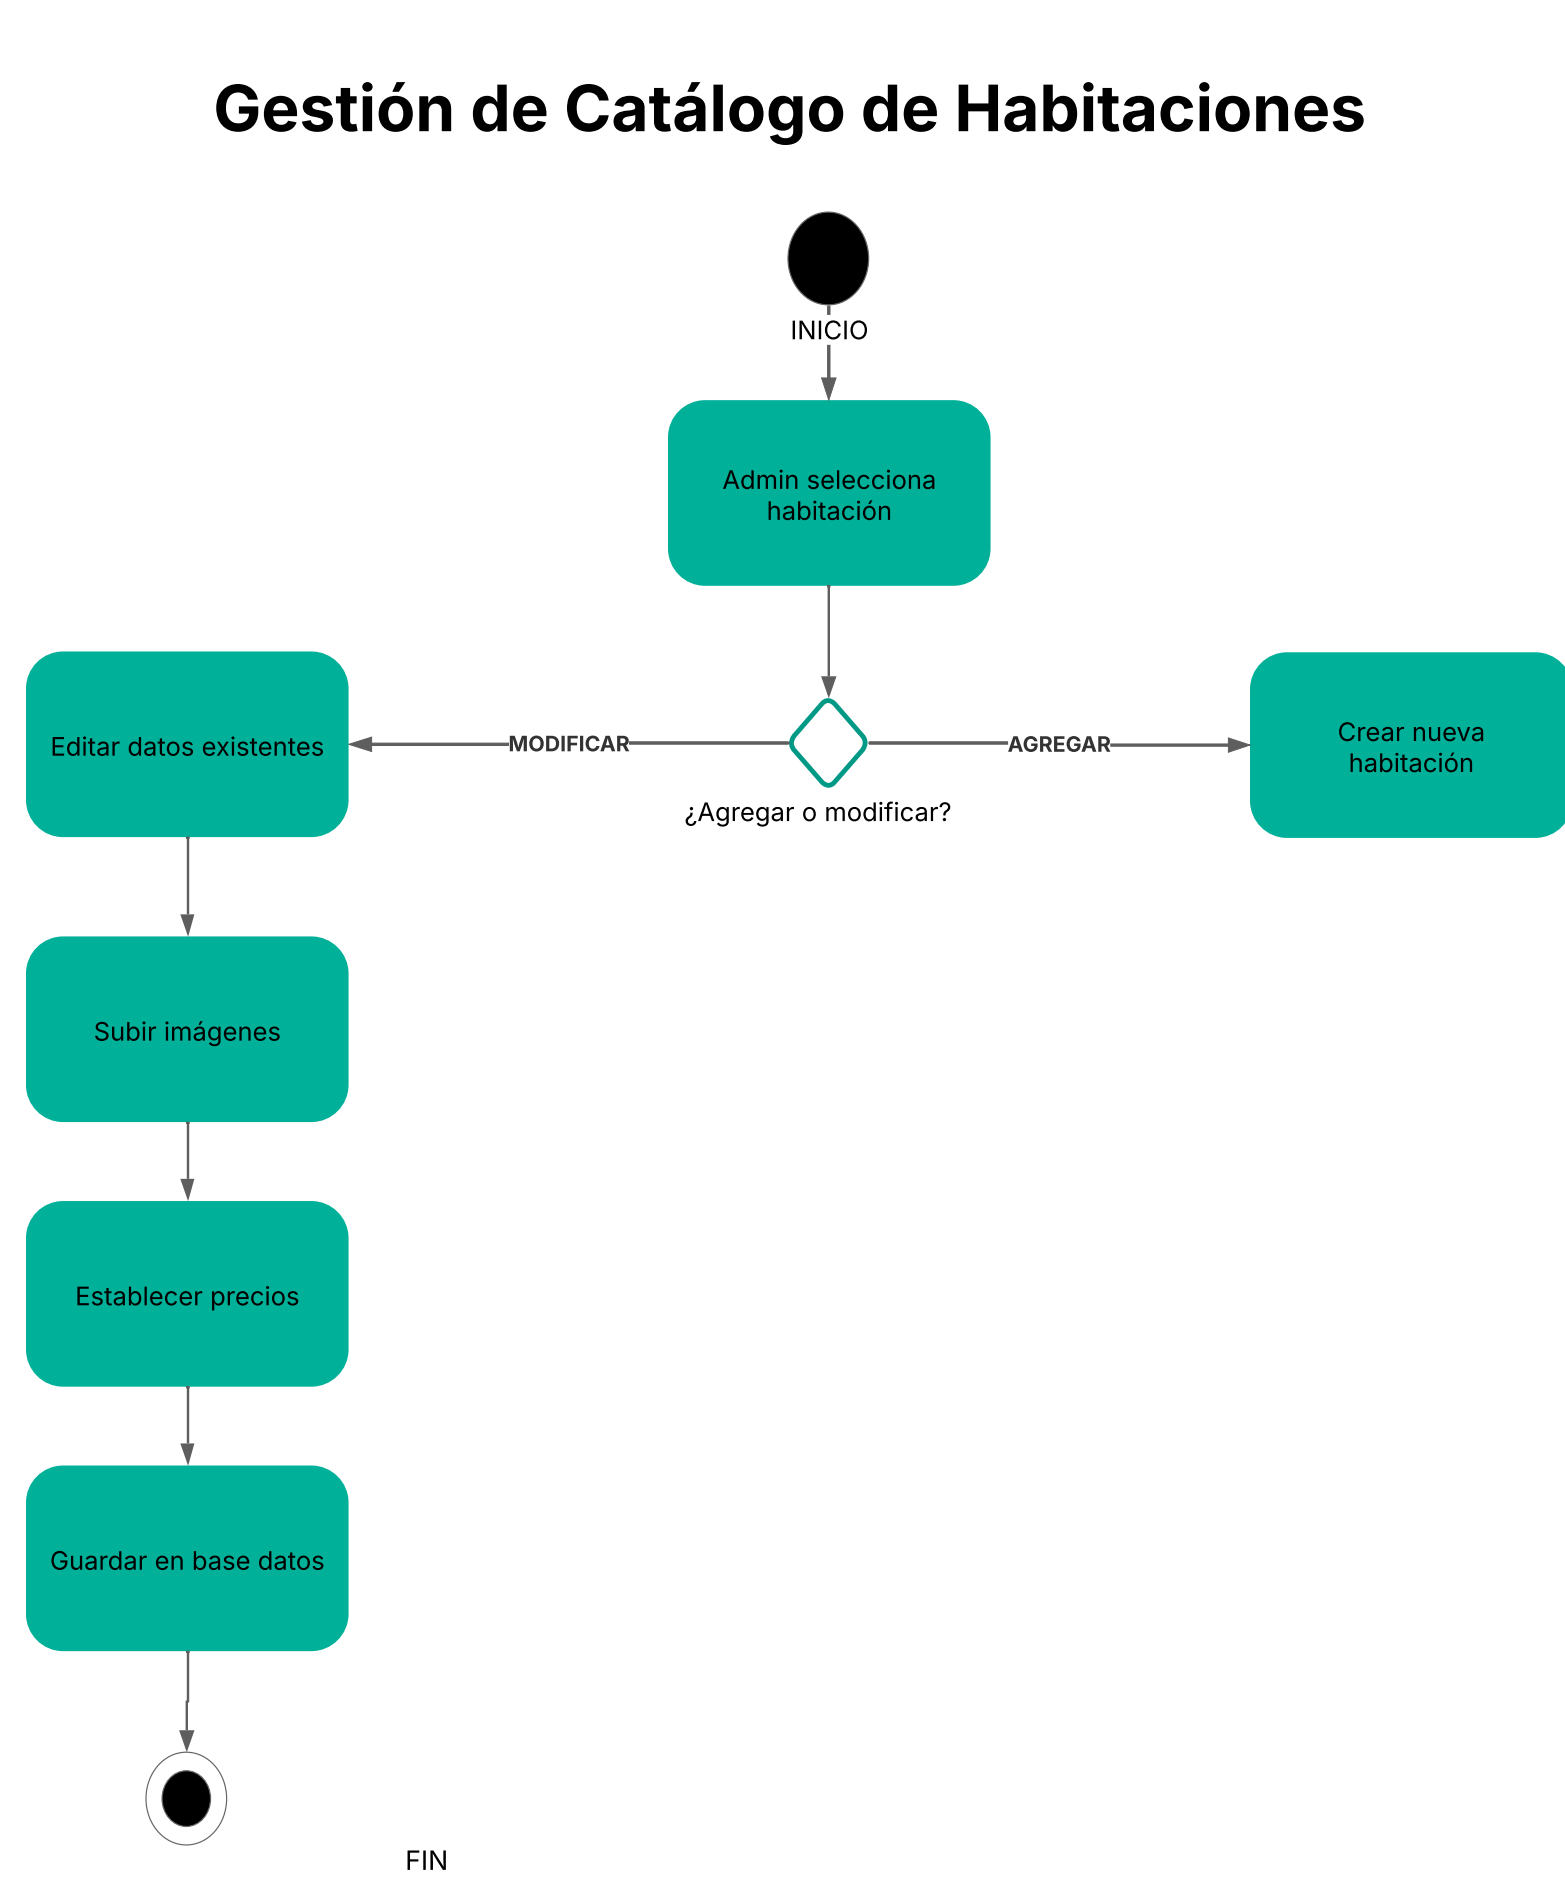 Gestión de Catálogo de Habitaciones
INICIO
Admin selecciona
habitación
Editar datos existentes
MODIFICAR
AGREGAR
Crear nueva
habitación
¿Agregar o modificar?
Subir imágenes
Establecer precios
Guardar en base datos
FIN